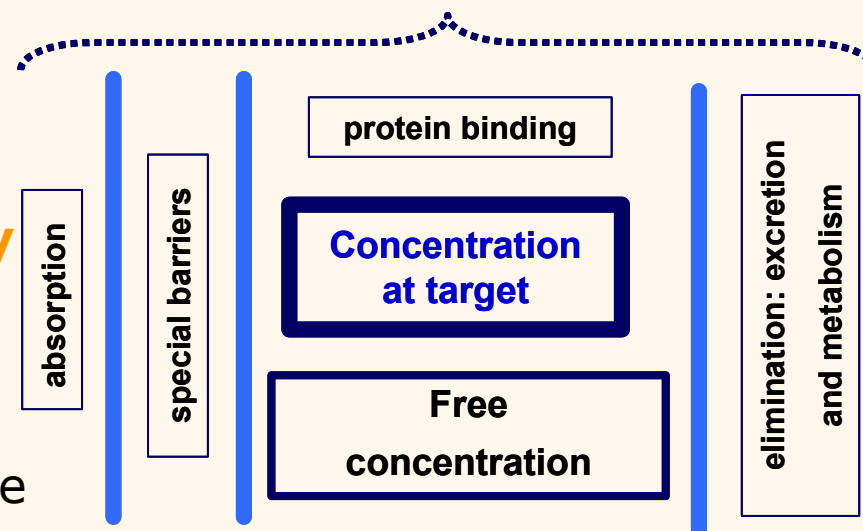 protein binding
absorption
special barriers
Concentration
at target
Free
concentration
elimination: excretion
and metabolism
y
e